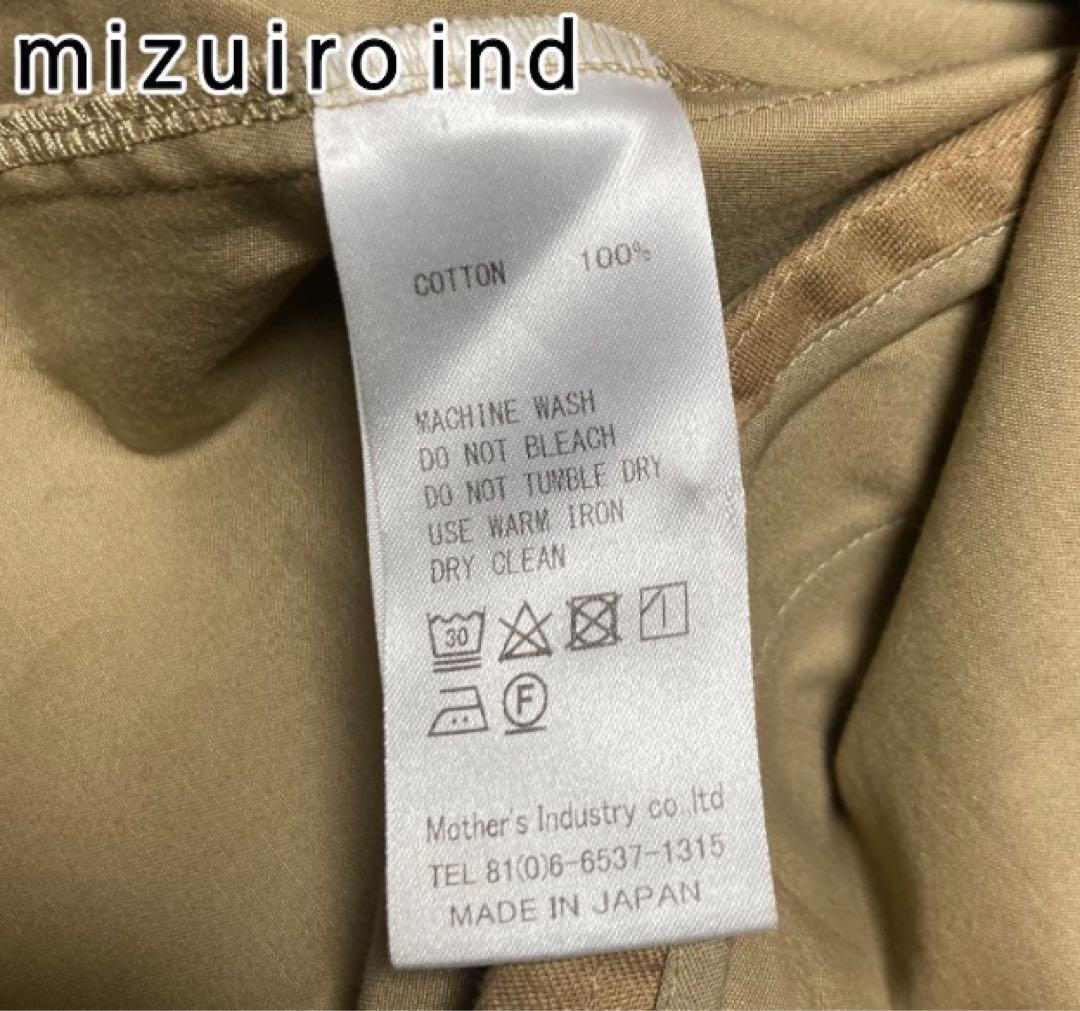 mizuiro ind
COTTON 100%
MACHINE WASH
DO NOT BLEACH
DO NOT TUMBLE DRY
USE WARM IRON
DRY CLEAN
30
F
Mother's Industry co.,ltd
TEL 81(0)6-6537-1315
MADE IN JAPAN